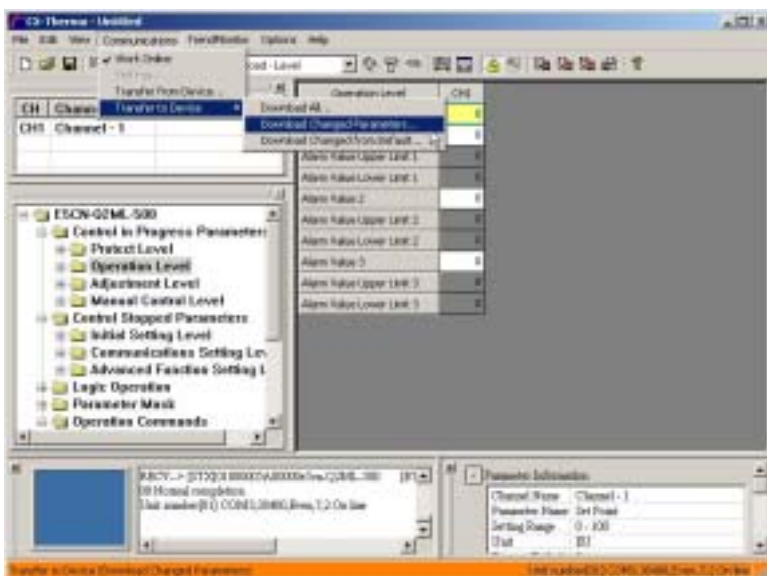 CX-Thermo - Untitled
File Edit View Communications Trend Monitor Options Help
Work Online
Transfer from Device ...
Transfer to Device
Download All ...
Download Changed Parameters ...
Download Changed from Default ...
- Level
CH
CH1 Channel - 1
Operation Level CH1
Alarm Value Upper Limit 1
Alarm Value Lower Limit 1
Alarm Value 2
Alarm Value Upper Limit 2
Alarm Value Lower Limit 2
Alarm Value 3
Alarm Value Upper Limit 3
Alarm Value Lower Limit 3
E5CN-Q2ML-500
Control in Progress Parameters
Protect Level
Operation Level
Adjustment Level
Manual Control Level
Control Stopped Parameters
Initial Setting Level
Communications Setting Lev
Advanced Function Setting L
Logic Operation
Parameter Mask
Operation Commands
00 Normal completion
Parameter Information
Channel Name Channel - 1
Parameter Name Set Point
Setting Range 0 - 100
Unit EU
Transfer to Device (Download Changed Parameters)